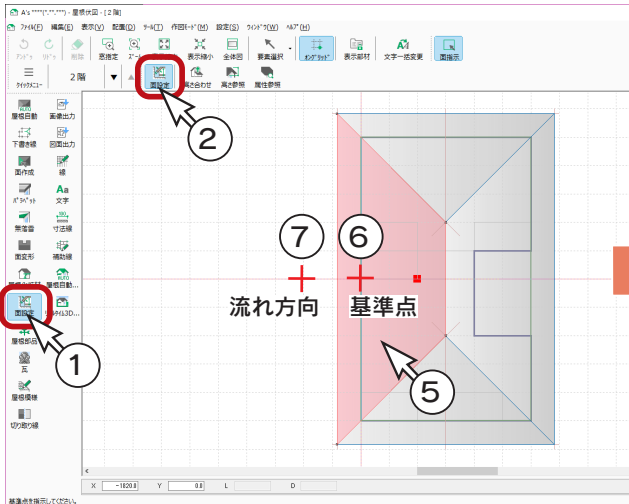 A's ****(*.**.***) - 屋根伏図 - [2 階]
ファイル(F) 編集(E) 表示(V) 配置(D) ツール(T) 作図モード(M) 設定(S) ウィンドウ(W) ヘルプ(H)
アンドゥ リドゥ 削除 窓指定 表示縮小 全体図 要素選択 オングリッド 表示部材 文字一括変更 面指示
クイックメニュー 2 階 ▼ ▲ 面設定 高さ合わせ 高さ参照 属性参照
②
屋根自動 画像出力
下書き線 図面出力
面作成 線
パラペット 文字
無落雪 寸法線
面変形 補助線
屋根自動...
面設定
①
屋根部品
瓦
屋根模様
切り取り線
⑦ ⑥
流れ方向 基準点
⑤
X -1820.0 Y 0.0 L D
基準点を指示してください。